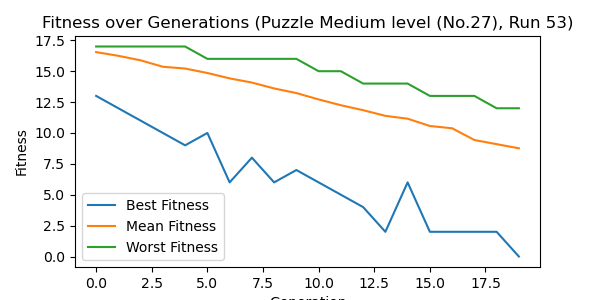 Fitness over Generations (Puzzle Medium level (No.27), Run 53)
17.5
15.0
12.5
10.0
7.5
5.0
2.5
0.0
Fitness
Best Fitness
Mean Fitness
Worst Fitness
0.0 2.5 5.0 7.5 10.0 12.5 15.0 17.5
Generation